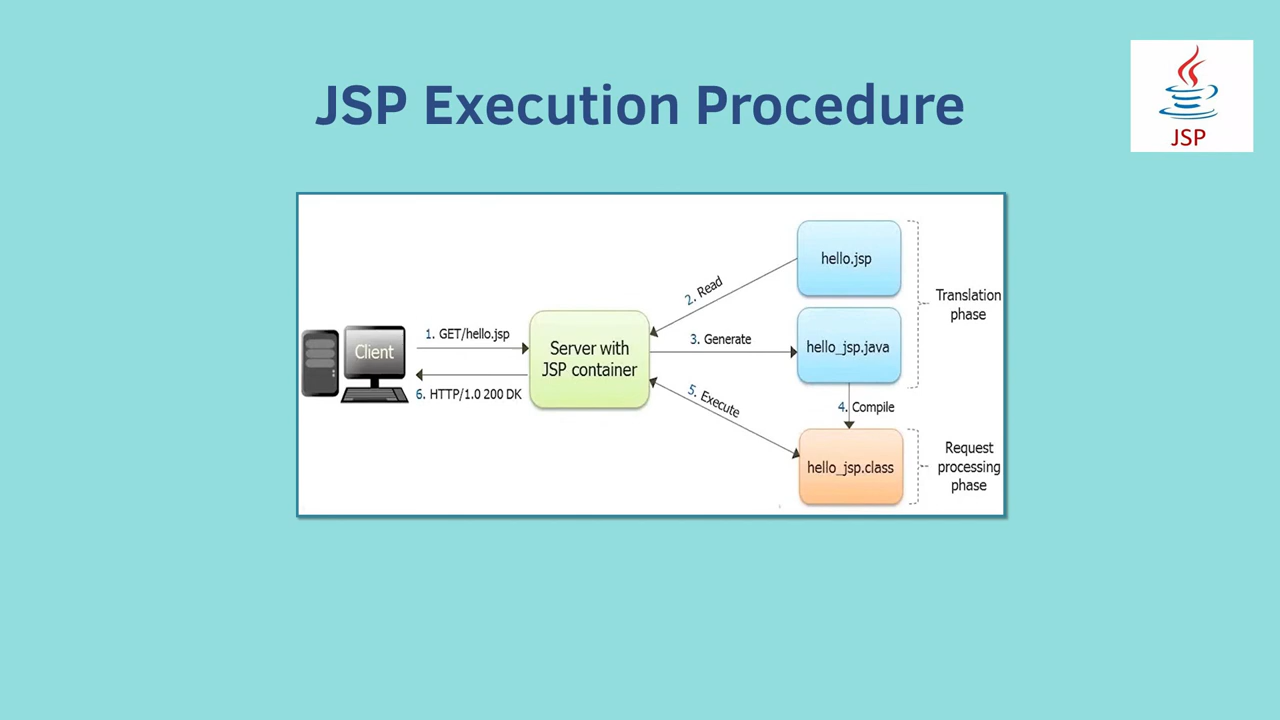 JSP Execution Procedure
JSP
hello.jsp
2. Read
Translation
phase
1. GET/hello.jsp
Client
Server with
JSP container
3. Generate
hello_jsp.java
6. HTTP/1.0 200 DK
5. Execute
4. Compile
hello_jsp.class
Request
processing
phase